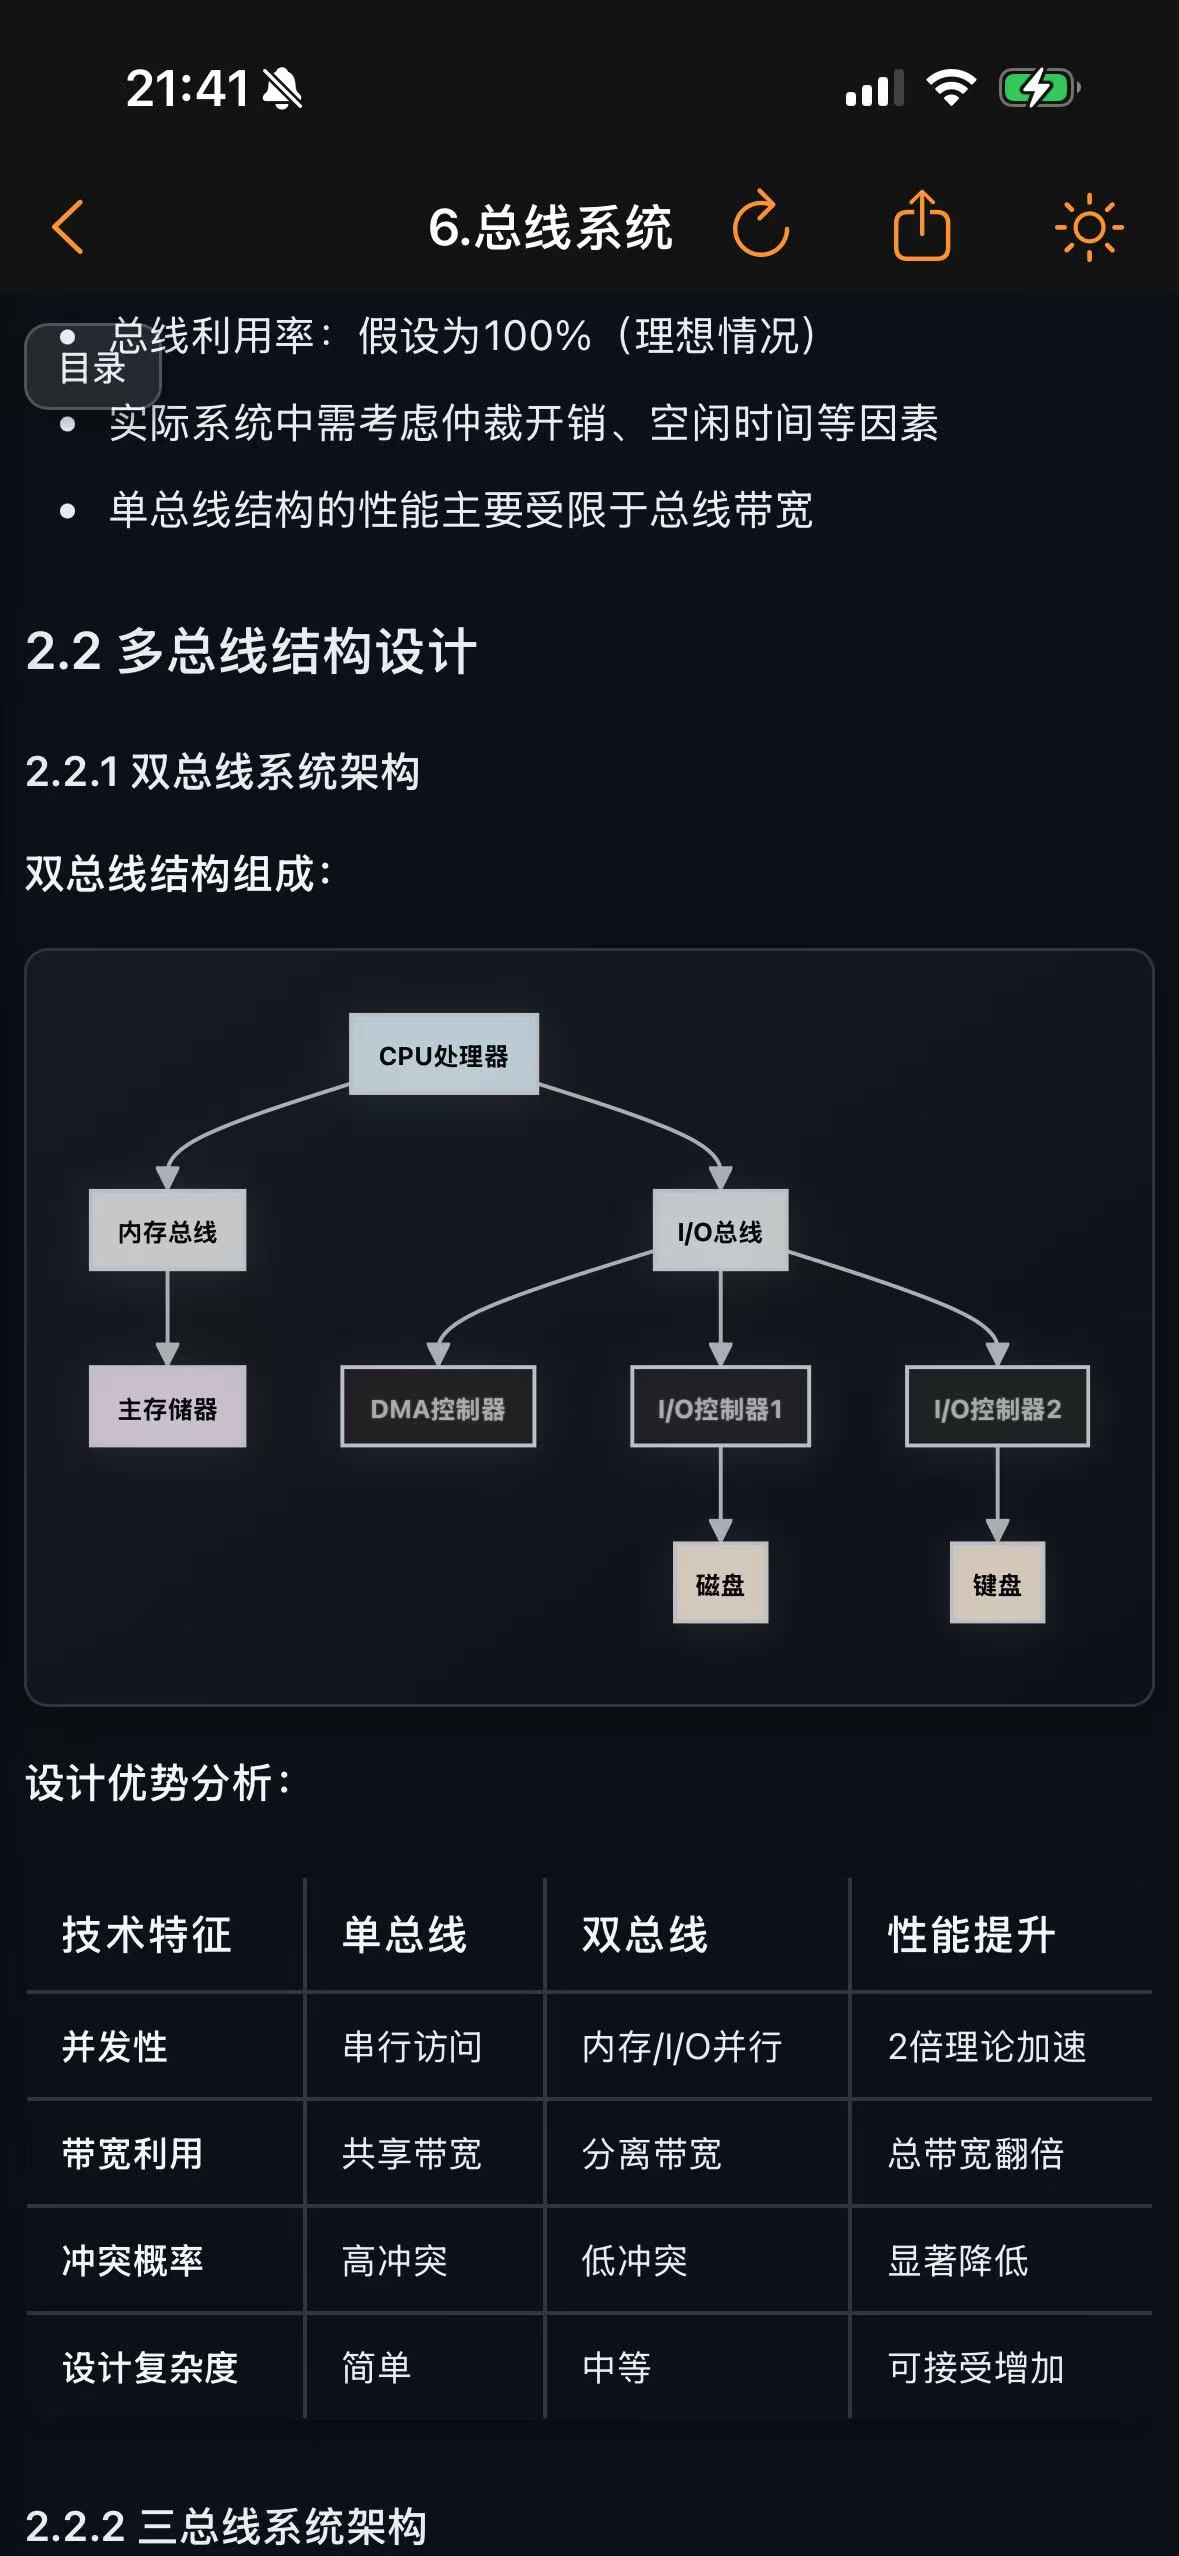 21:41
6.总线系统
• 总线利用率：假设为100%（理想情况）
目录
• 实际系统中需考虑仲裁开销、空闲时间等因素
• 单总线结构的性能主要受限于总线带宽
2.2 多总线结构设计
2.2.1 双总线系统架构
双总线结构组成：
CPU处理器
内存总线 I/O总线
主存储器 DMA控制器 I/O控制器1 I/O控制器2
磁盘 键盘
设计优势分析：
技术特征 单总线 双总线 性能提升
并发性 串行访问 内存/I/O并行 2倍理论加速
带宽利用 共享带宽 分离带宽 总带宽翻倍
冲突概率 高冲突 低冲突 显著降低
设计复杂度 简单 中等 可接受增加
2.2.2 三总线系统架构